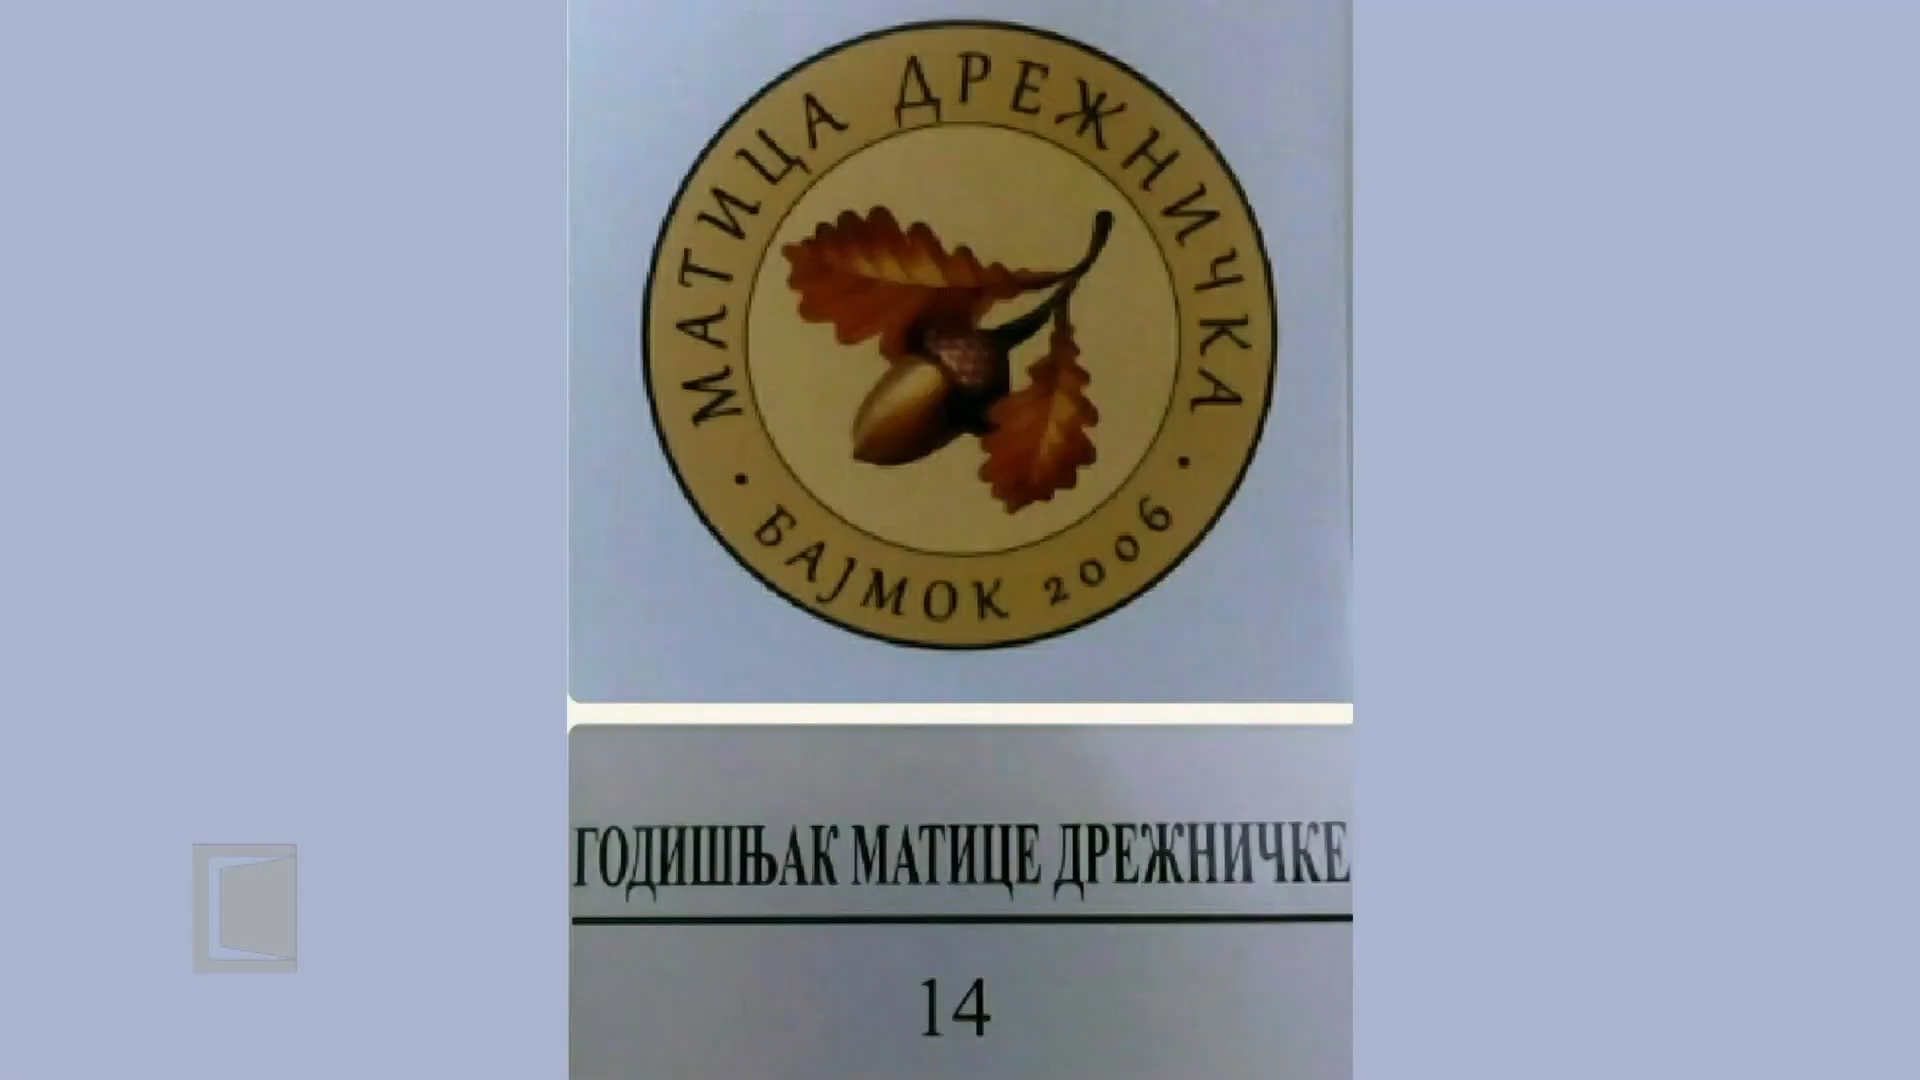 МАТИЦА ДРЕЖНИЧКА
• БАЈМОК 2006 •
ГОДИШЊАК МАТИЦЕ ДРЕЖНИЧКЕ
14